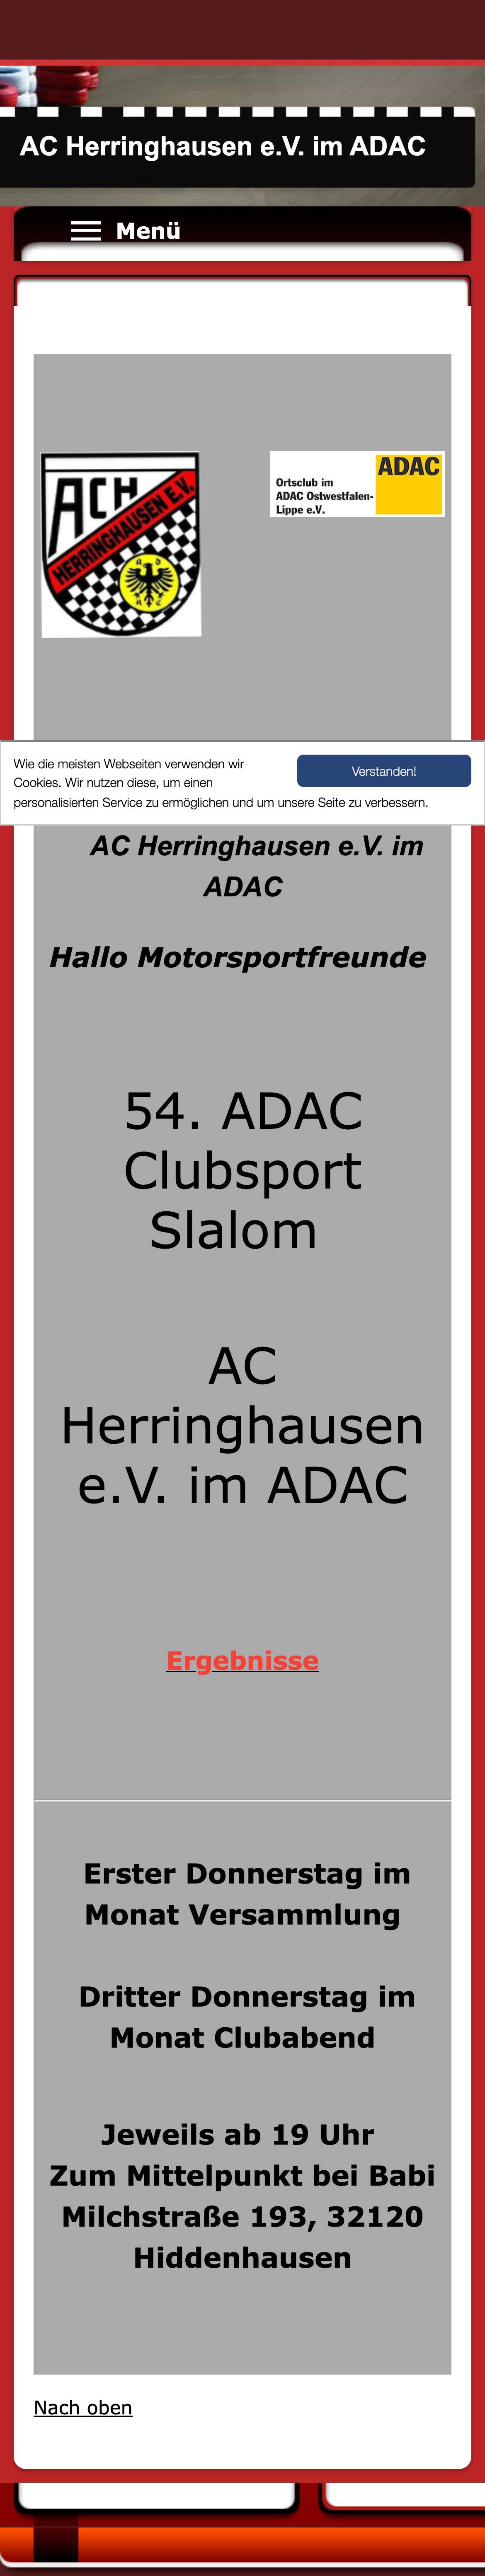 AC Herringhausen e.V. im ADAC
Menü
ACH
HERRINGHAUSEN E.V.
ADAC
Ortsclub im
ADAC Ostwestfalen-
Lippe e.V.
Wie die meisten Webseiten verwenden wir
Cookies. Wir nutzen diese, um einen
personalisierten Service zu ermöglichen und um unsere Seite zu verbessern.
Verstanden!
AC Herringhausen e.V. im
ADAC
Hallo Motorsportfreunde
54. ADAC
Clubsport
Slalom
AC
Herringhausen
e.V. im ADAC
Ergebnisse
Erster Donnerstag im
Monat Versammlung
Dritter Donnerstag im
Monat Clubabend
Jeweils ab 19 Uhr
Zum Mittelpunkt bei Babi
Milchstraße 193, 32120
Hiddenhausen
Nach oben